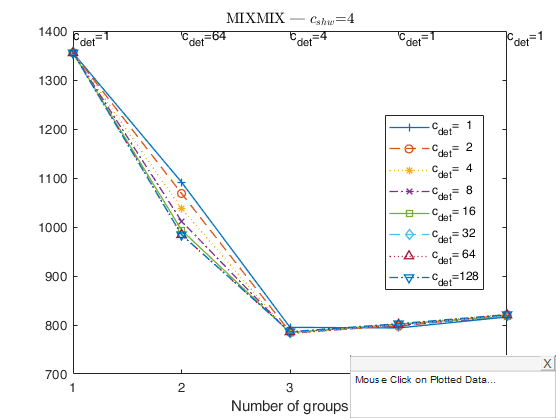 MIXMIX — c_shw=4
c_det=1 c_det=64 c_det=4 c_det=1 c_det=1
1400
1300
1200
1100
1000
900
800
700
c_det= 1
c_det= 2
c_det= 4
c_det= 8
c_det= 16
c_det= 32
c_det= 64
c_det=128
X
Mouse Click on Plotted Data...
1 2 3
Number of groups